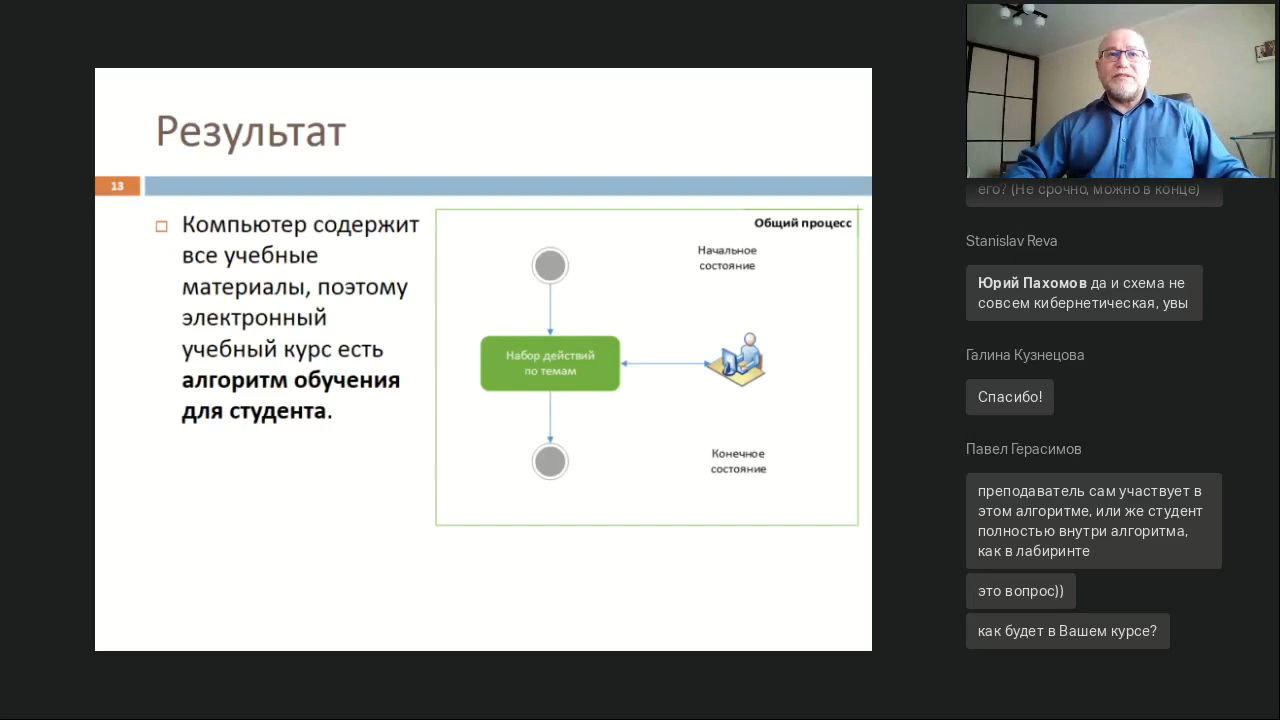 Результат
13
Компьютер содержит
все учебные
материалы, поэтому
электронный
учебный курс есть
алгоритм обучения
для студента.
Общий процесс
Начальное
состояние
Набор действий
по темам
Конечное
состояние
его? (Не срочно, можно в конце)
Stanislav Reva
Юрий Пахомов да и схема не
совсем кибернетическая, увы
Галина Кузнецова
Спасибо!
Павел Герасимов
преподаватель сам участвует в
этом алгоритме, или же студент
полностью внутри алгоритма,
как в лабиринте
это вопрос))
как будет в Вашем курсе?